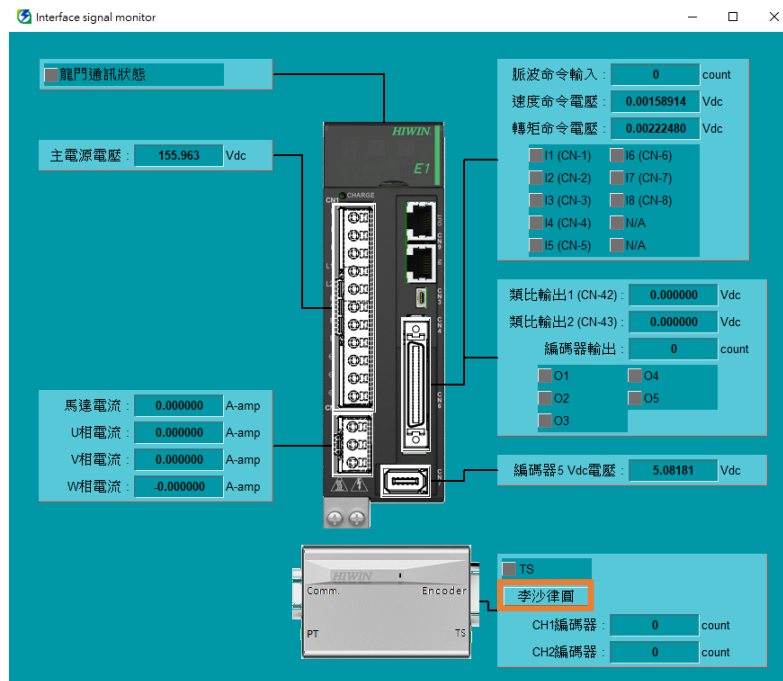 Interface signal monitor
龍門通訊狀態
主電源電壓 : 155.963 Vdc
脈波命令輸入 : 0 count
速度命令電壓 : 0.00158914 Vdc
轉矩命令電壓 : 0.00222480 Vdc
I1 (CN-1) I6 (CN-6)
I2 (CN-2) I7 (CN-7)
I3 (CN-3) I8 (CN-8)
I4 (CN-4) N/A
I5 (CN-5) N/A
HIWIN
E1
CHARGE
CN1
L1
L2
類比輸出1 (CN-42) : 0.000000 Vdc
類比輸出2 (CN-43) : 0.000000 Vdc
編碼器輸出 : 0 count
O1 O4
O2 O5
O3
馬達電流 : 0.000000 A-amp
U相電流 : 0.000000 A-amp
V相電流 : 0.000000 A-amp
W相電流 : -0.000000 A-amp
編碼器5 Vdc電壓 : 5.08181 Vdc
HIWIN
Comm. Encoder
PT TS
TS
李沙律圓
CH1編碼器 : 0 count
CH2編碼器 : 0 count